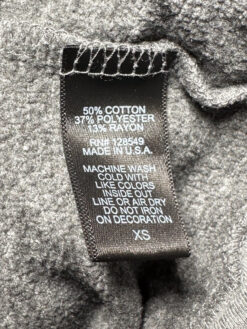 50% COTTON
37% POLYESTER
13% RAYON
RN# 128549
MADE IN U.S.A.
MACHINE WASH
COLD WITH
LIKE COLORS
INSIDE OUT
LINE OR AIR DRY
DO NOT IRON
ON DECORATION
XS